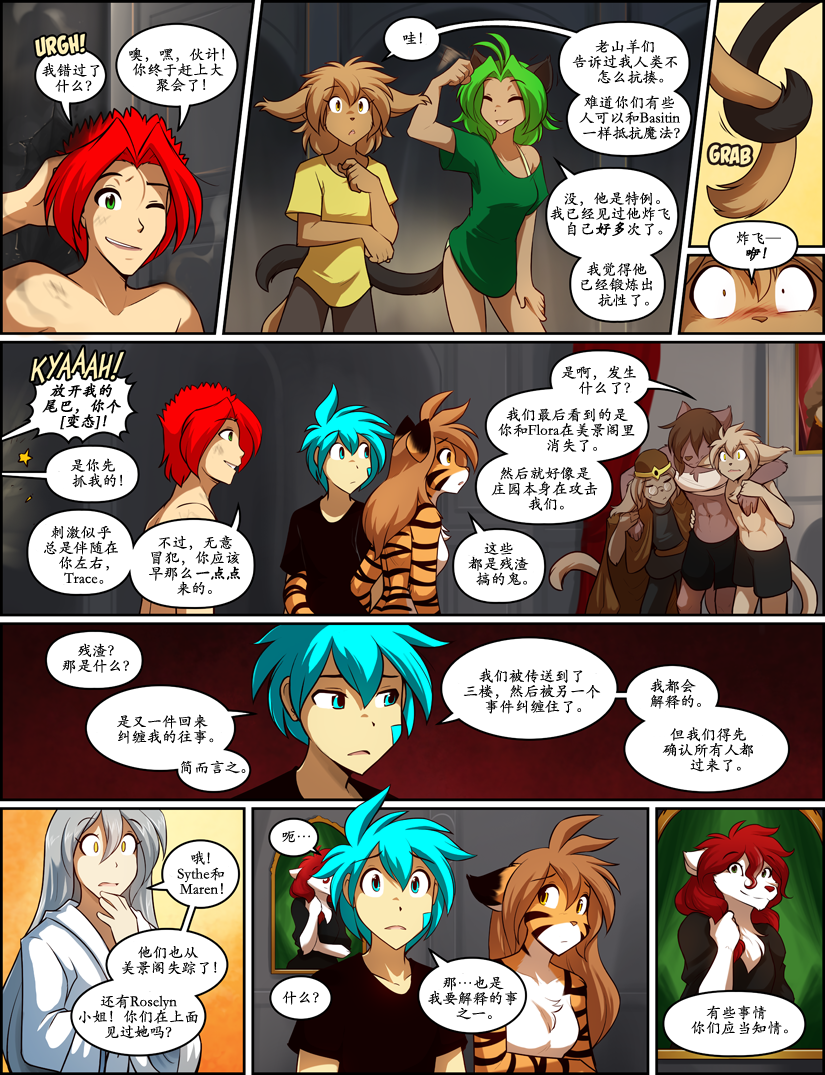 URGH!
我错过了
什么？
噢，嘿，伙计！
你终于赶上大
聚会了！
哇！
老山羊们
告诉过我人类不
怎么抗揍。
难道你们有些
人可以和Basitin
一样抵抗魔法？
没，他是特例。
我已经见过他炸飞
自己好多次了。
我觉得他
已经锻炼出
抗性了。
GRAB
炸飞—
咿！
KYAAAH!
放开我的
尾巴，你个
[变态]！
是你先
抓我的！
刺激似乎
总是伴随在
你左右，
Trace。
不过，无意
冒犯，你应该
早那么一点点
来的。
是啊，发生
什么了？
我们最后看到的是
你和Flora在美景阁里
消失了。
然后就好像是
庄园本身在攻击
我们。
这些
都是残渣
搞的鬼。
残渣？
那是什么？
是又一件回来
纠缠我的往事。
简而言之。
我们被传送到了
三楼，然后被另一个
事件纠缠住了。
我都会
解释的。
但我们得先
确认所有人都
过来了。
哦！
Sythe和
Maren！
他们也从
美景阁失踪了！
还有Roselyn
小姐！你们在上面
见过她吗？
呃…
什么？
那…也是
我要解释的事
之一。
有些事情
你们应当知情。